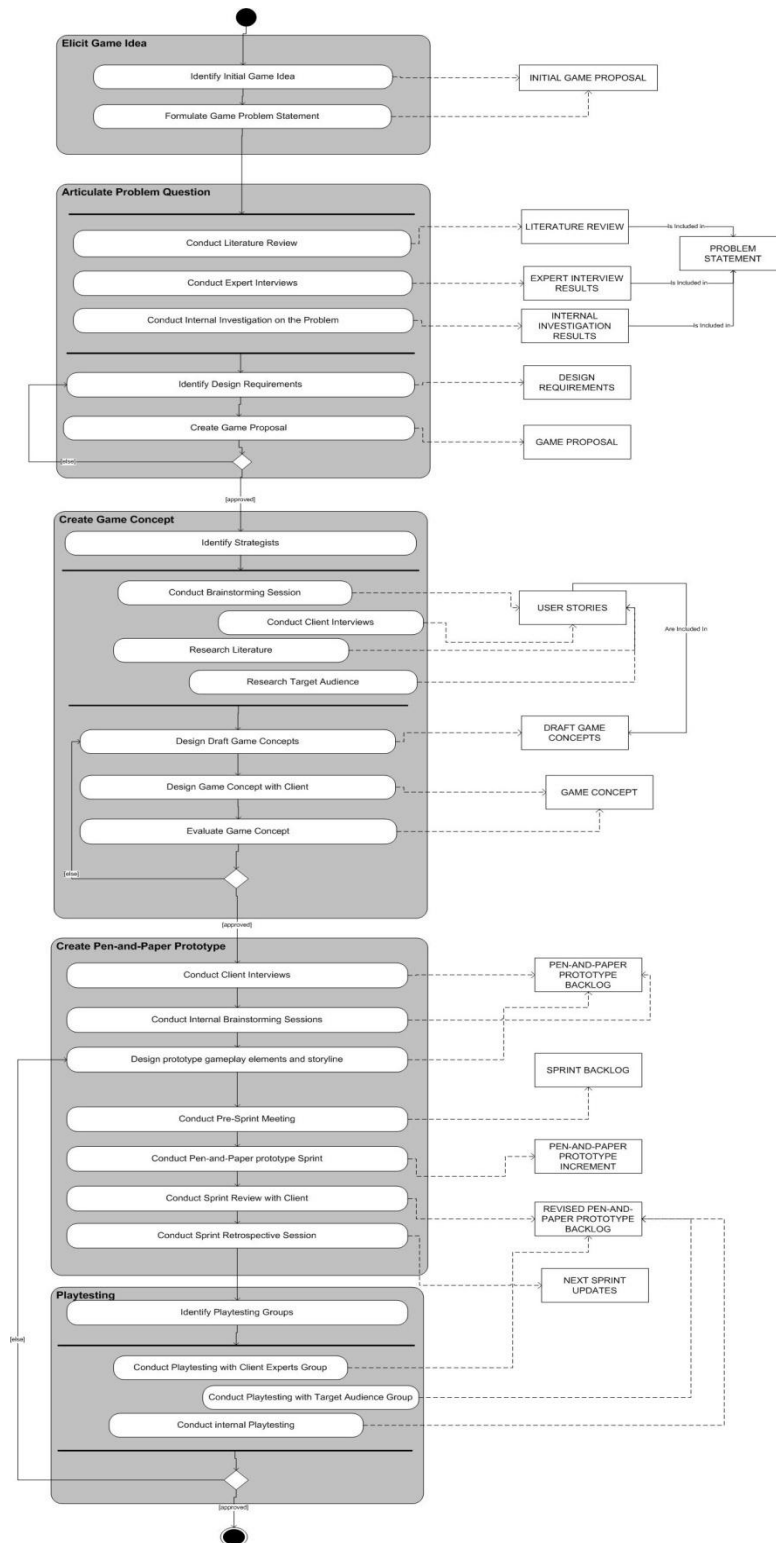 Elicit Game Idea
Identify Initial Game Idea
INITIAL GAME PROPOSAL
Formulate Game Problem Statement
Articulate Problem Question
Conduct Literature Review
LITERATURE REVIEW
Is Included in
PROBLEM
STATEMENT
Conduct Expert Interviews
EXPERT INTERVIEW
RESULTS
Is Included in
Conduct Internal Investigation on the Problem
INTERNAL
INVESTIGATION
RESULTS
Is Included in
Identify Design Requirements
DESIGN
REQUIREMENTS
Create Game Proposal
GAME PROPOSAL
[else]
[approved]
Create Game Concept
Identify Strategists
Conduct Brainstorming Session
USER STORIES
Conduct Client Interviews
Are Included In
Research Literature
Research Target Audience
Design Draft Game Concepts
DRAFT GAME
CONCEPTS
Design Game Concept with Client
GAME CONCEPT
Evaluate Game Concept
[else]
[approved]
Create Pen-and-Paper Prototype
Conduct Client Interviews
PEN-AND-PAPER
PROTOTYPE
BACKLOG
Conduct Internal Brainstorming Sessions
Design prototype gameplay elements and storyline
SPRINT BACKLOG
Conduct Pre-Sprint Meeting
Conduct Pen-and-Paper prototype Sprint
PEN-AND-PAPER
PROTOTYPE
INCREMENT
Conduct Sprint Review with Client
REVISED PEN-AND-
PAPER PROTOTYPE
BACKLOG
Conduct Sprint Retrospective Session
NEXT SPRINT
UPDATES
Playtesting
Identify Playtesting Groups
[else]
Conduct Playtesting with Client Experts Group
Conduct Playtesting with Target Audience Group
Conduct internal Playtesting
[approved]